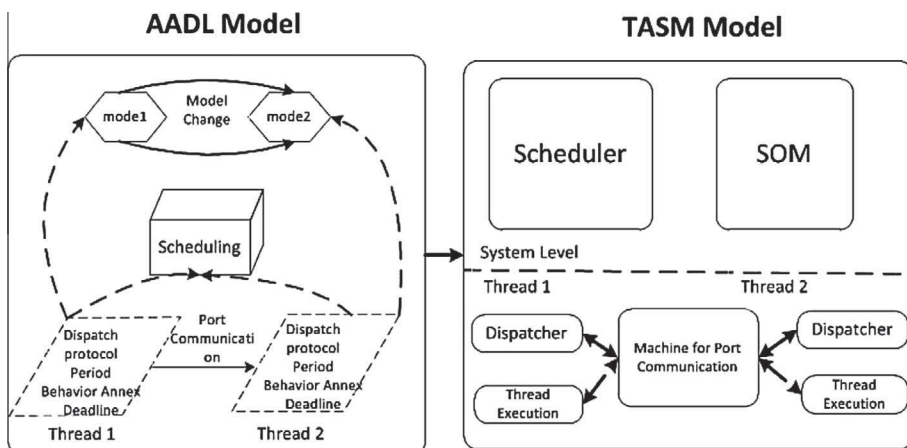 AADL Model
mode1
Model
Change
mode2
Scheduling
Dispatch
protocol
Period
Behavior Annex
Deadline
Thread 1
Port
Communicati
on
Dispatch
protocol
Period
Behavior Annex
Deadline
Thread 2
TASM Model
Scheduler
SOM
System Level
Thread 1
Thread 2
Dispatcher
Thread
Execution
Machine for Port
Communication
Dispatcher
Thread
Execution